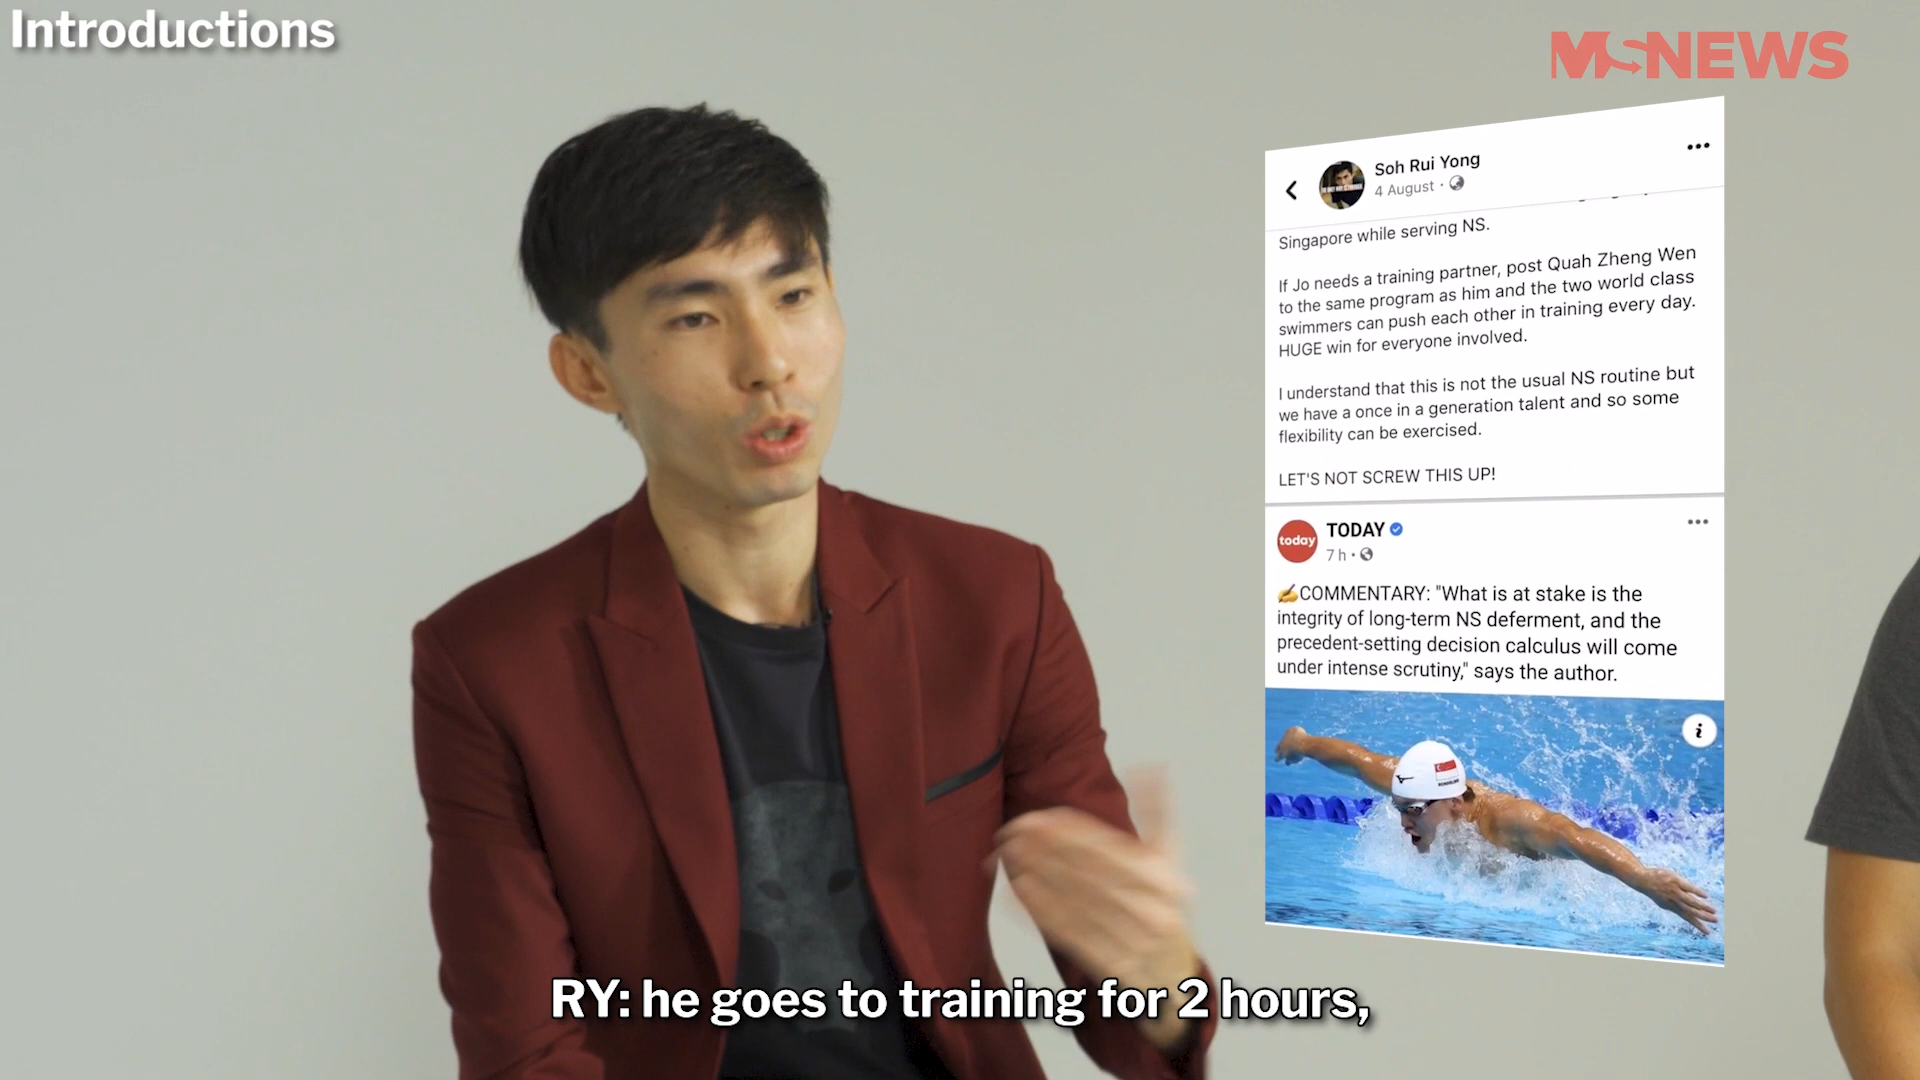 Introductions
MSNEWS
Soh Rui Yong
4 August
Singapore while serving NS.
If Jo needs a training partner, post Quah Zheng Wen
to the same program as him and the two world class
swimmers can push each other in training every day.
HUGE win for everyone involved.
I understand that this is not the usual NS routine but
we have a once in a generation talent and so some
flexibility can be exercised.
LET'S NOT SCREW THIS UP!
today
TODAY
7 h
✍COMMENTARY: "What is at stake is the
integrity of long-term NS deferment, and the
precedent-setting decision calculus will come
under intense scrutiny," says the author.
RY: he goes to training for 2 hours,